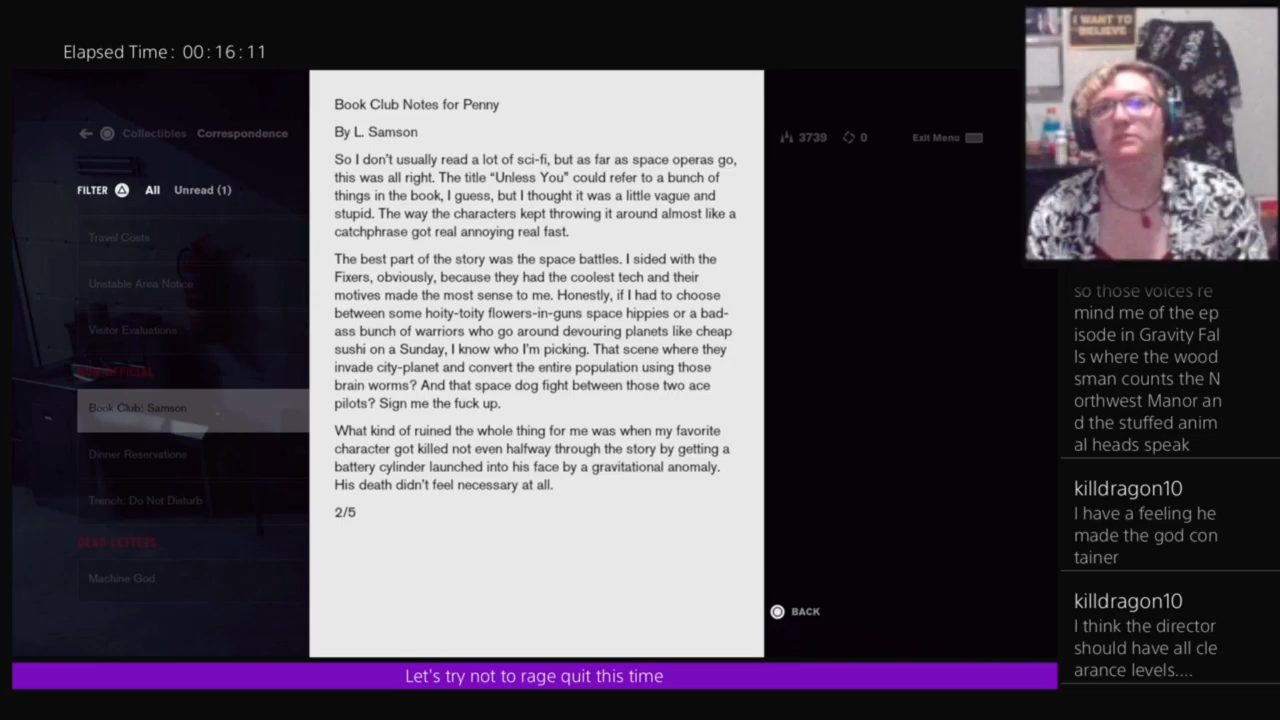 Elapsed Time: 00:16:11
I WANT TO
BELIEVE
Collectibles Correspondence
3739
0
Exit Menu
FILTER All Unread (1)
Travel Costs
Unstable Area Notice
Visitor Evaluations
Book Club: Samson
Dinner Reservations
Trench: Do Not Disturb
DEAD LETTERS
Machine God
Book Club Notes for Penny
By L. Samson
So I don't usually read a lot of sci-fi, but as far as space operas go,
this was all right. The title “Unless You” could refer to a bunch of
things in the book, I guess, but I thought it was a little vague and
stupid. The way the characters kept throwing it around almost like a
catchphrase got real annoying real fast.
The best part of the story was the space battles. I sided with the
Fixers, obviously, because they had the coolest tech and their
motives made the most sense to me. Honestly, if I had to choose
between some hoity-toity flowers-in-guns space hippies or a bad-
ass bunch of warriors who go around devouring planets like cheap
sushi on a Sunday, I know who I'm picking. That scene where they
invade city-planet and convert the entire population using those
brain worms? And that space dog fight between those two ace
pilots? Sign me the fuck up.
What kind of ruined the whole thing for me was when my favorite
character got killed not even halfway through the story by getting a
battery cylinder launched into his face by a gravitational anomaly.
His death didn't feel necessary at all.
2/5
BACK
so those voices re
mind me of the ep
isode in Gravity Fal
ls where the wood
sman counts the N
orthwest Manor an
d the stuffed anim
al heads speak
killdragon10
I have a feeling he
made the god con
tainer
killdragon10
I think the director
should have all cle
arance levels....
Let's try not to rage quit this time